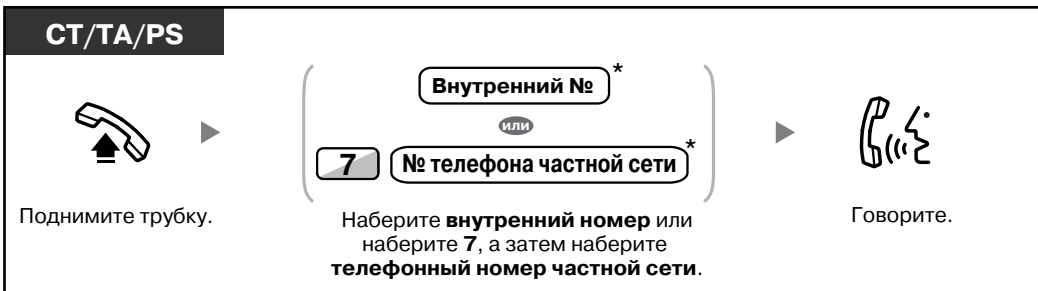 CT/TA/PS
Внутренний №*
или
7 № телефона частной сети*
Поднимите трубку.
Наберите внутренний номер или
наберите 7, а затем наберите
телефонный номер частной сети.
Говорите.